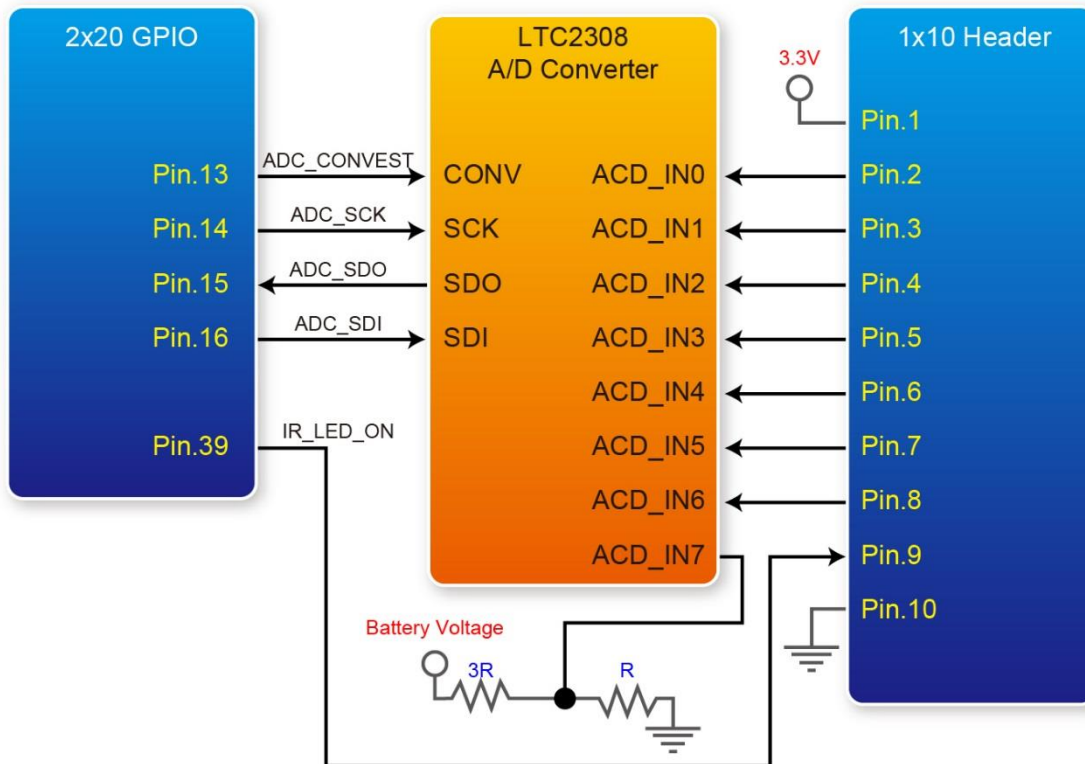 2x20 GPIO
Pin.13
Pin.14
Pin.15
Pin.16
Pin.39
ADC_CONVEST
ADC_SCK
ADC_SDO
ADC_SDI
IR_LED_ON
LTC2308
A/D Converter
CONV
SCK
SDO
SDI
ACD_IN0
ACD_IN1
ACD_IN2
ACD_IN3
ACD_IN4
ACD_IN5
ACD_IN6
ACD_IN7
3.3V
1x10 Header
Pin.1
Pin.2
Pin.3
Pin.4
Pin.5
Pin.6
Pin.7
Pin.8
Pin.9
Pin.10
Battery Voltage
3R
R